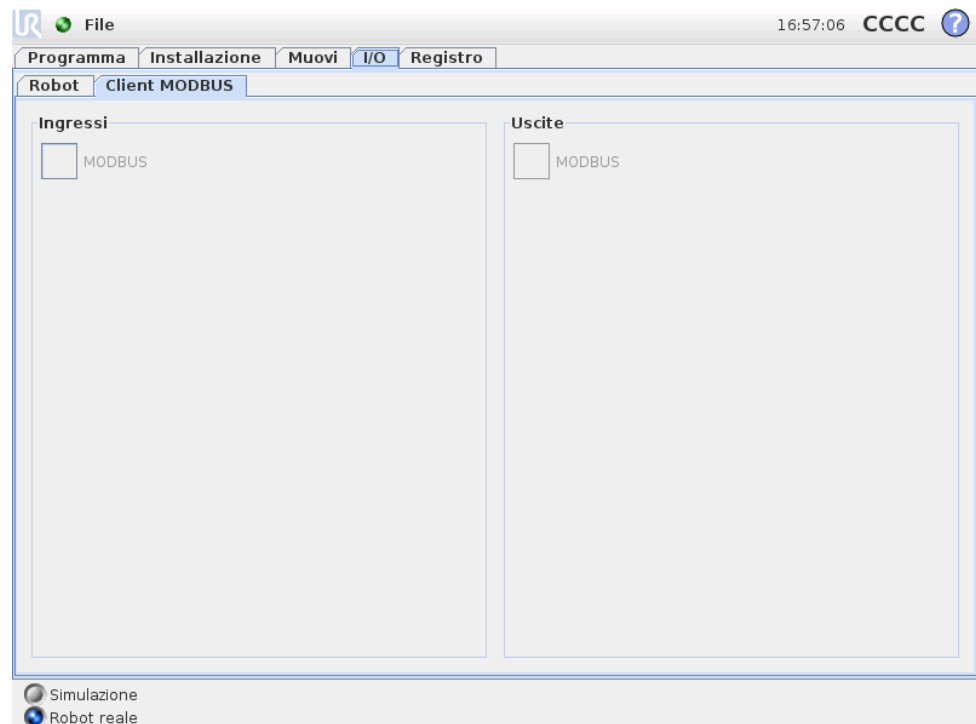 UR File 16:57:06 CCCC ?
Programma Installazione Muovi I/O Registro
Robot Client MODBUS
Ingressi Uscite
MODBUS MODBUS
Simulazione
Robot reale